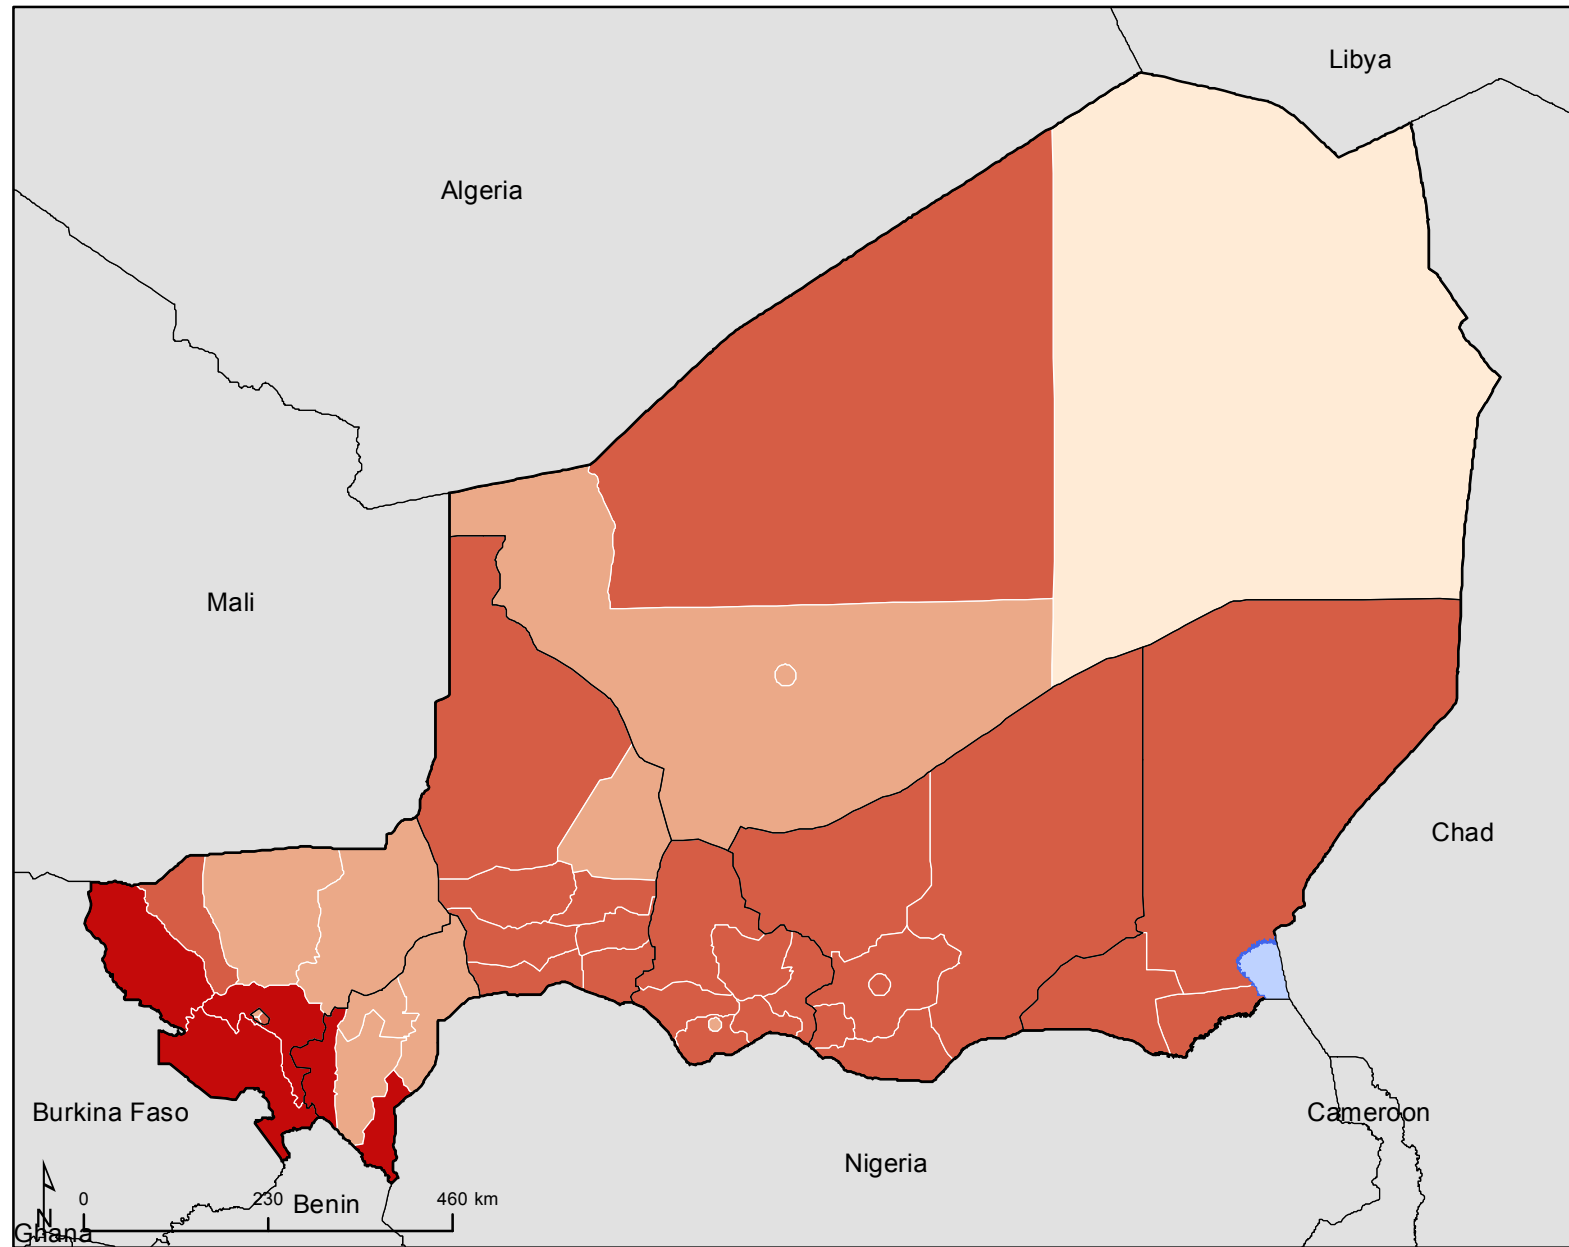 Libya
Algeria
Mali
Chad
Burkina Faso
Cameroon
Nigeria
0 230 460 km
Benin
N
Ghana